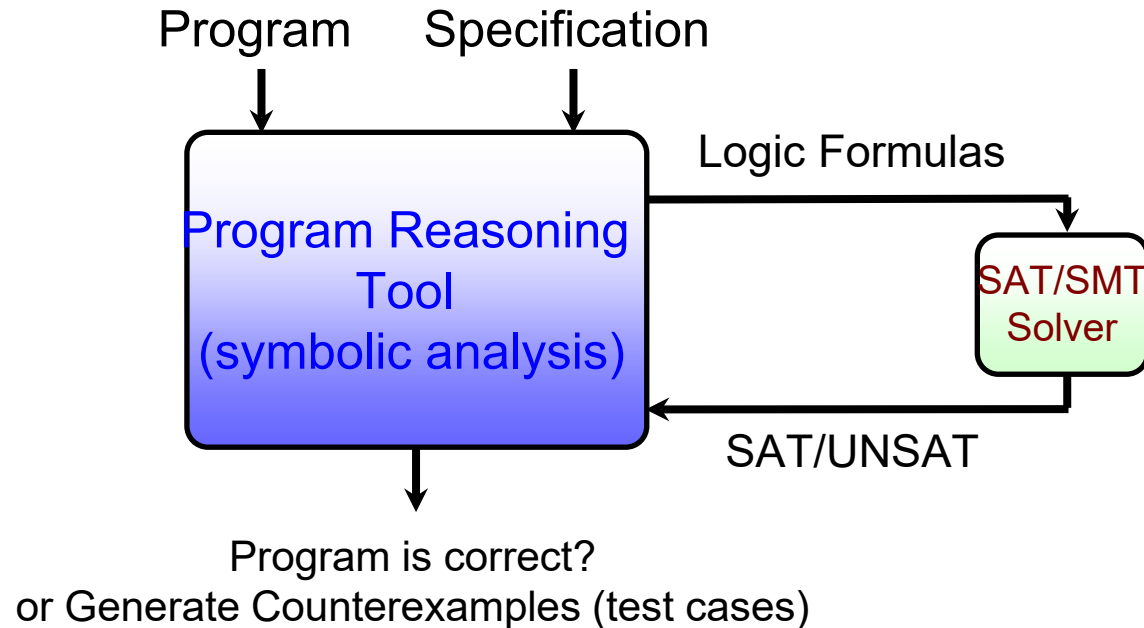 Program
Specification
Logic Formulas
Program Reasoning
Tool
(symbolic analysis)
SAT/SMT
Solver
SAT/UNSAT
Program is correct?
or Generate Counterexamples (test cases)